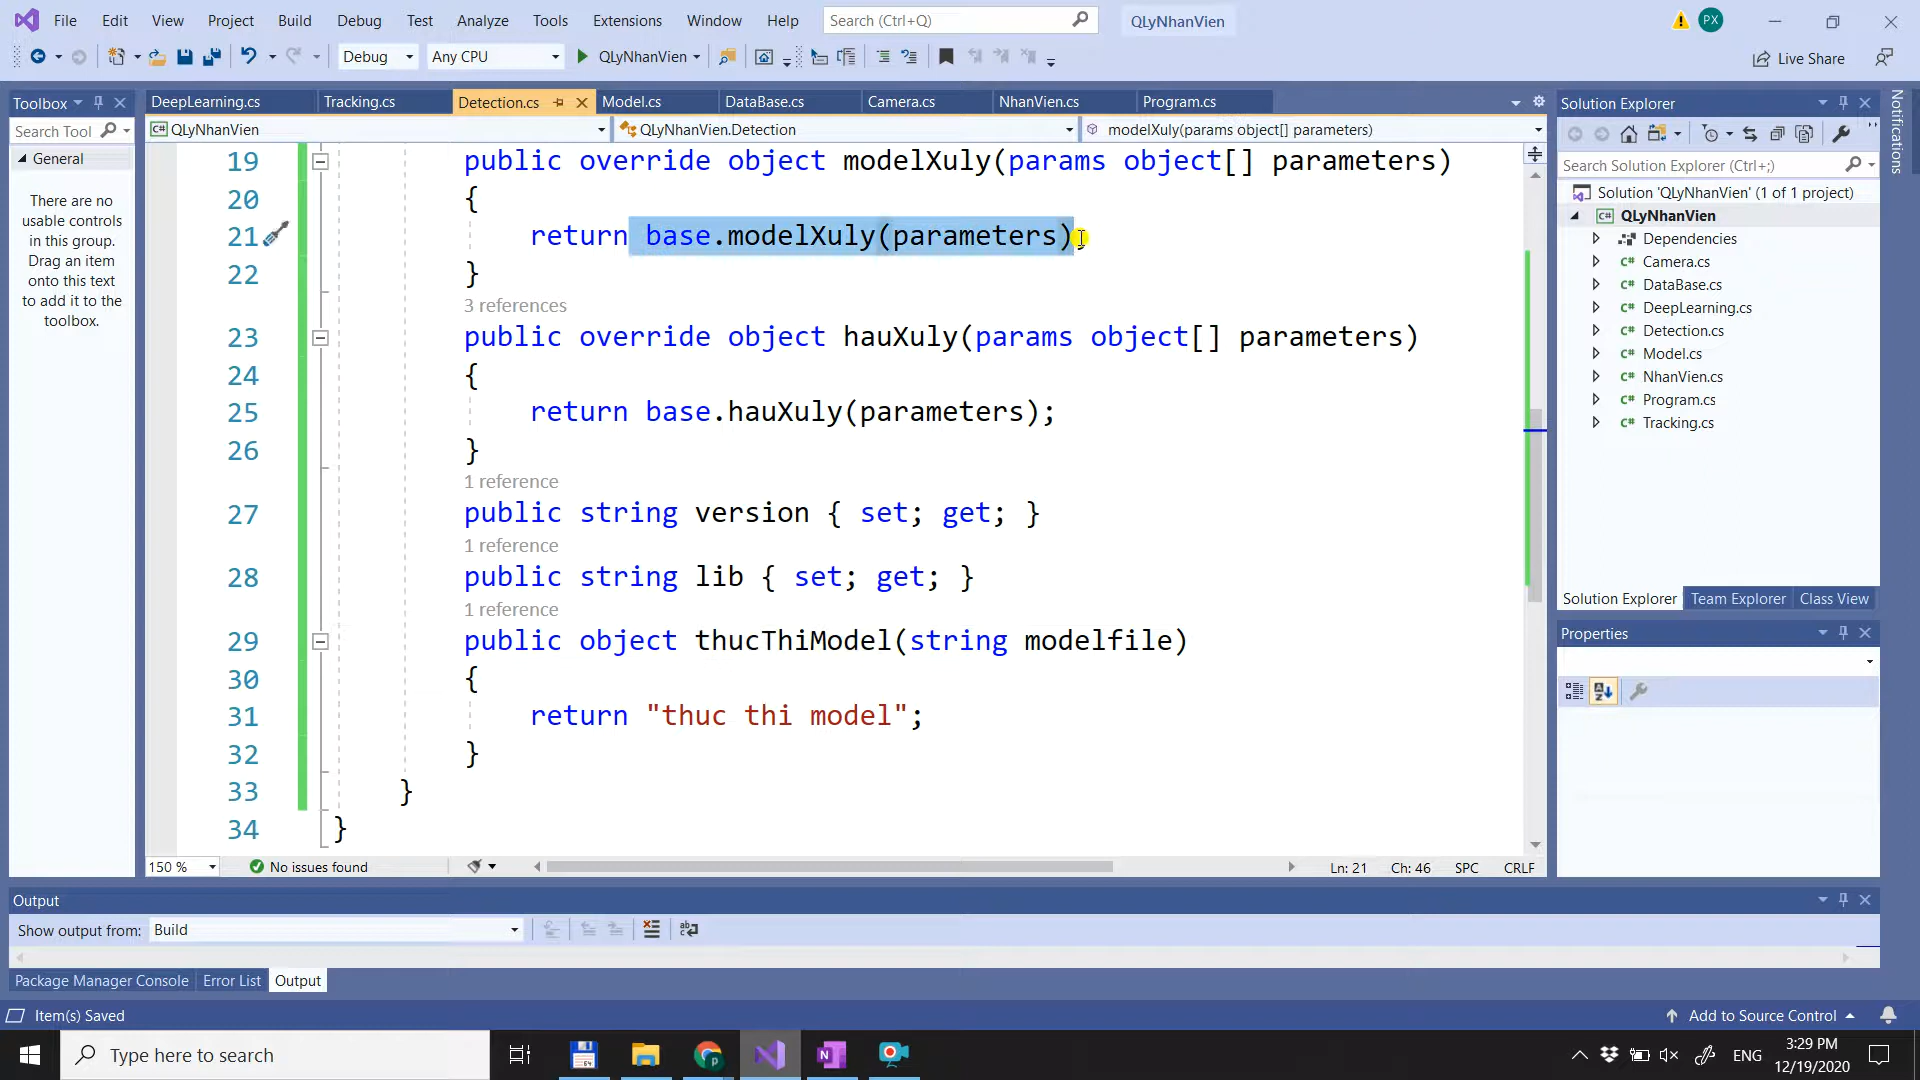 File Edit View Project Build Debug Test Analyze Tools Extensions Window Help Search (Ctrl+Q) QLyNhanVien PX
Debug Any CPU QLyNhanVien Live Share
Toolbox
Search Tool
General
There are no
usable controls
in this group.
Drag an item
onto this text
to add it to the
toolbox.
DeepLearning.cs Tracking.cs Detection.cs Model.cs DataBase.cs Camera.cs NhanVien.cs Program.cs
QLyNhanVien QLyNhanVien.Detection modelXuly(params object[] parameters)
19 public override object modelXuly(params object[] parameters)
20 {
21 return base.modelXuly(parameters);
22 }
3 references
23 public override object hauXuly(params object[] parameters)
24 {
25 return base.hauXuly(parameters);
26 }
1 reference
27 public string version { set; get; }
1 reference
28 public string lib { set; get; }
1 reference
29 public object thucThiModel(string modelfile)
30 {
31 return "thuc thi model";
32 }
33 }
34 }
150 % No issues found Ln: 21 Ch: 46 SPC CRLF
Solution Explorer
Search Solution Explorer (Ctrl+;)
Solution 'QLyNhanVien' (1 of 1 project)
C# QLyNhanVien
Dependencies
C# Camera.cs
C# DataBase.cs
C# DeepLearning.cs
C# Detection.cs
C# Model.cs
C# NhanVien.cs
C# Program.cs
C# Tracking.cs
Solution Explorer Team Explorer Class View
Properties
Notifications
Output
Show output from: Build
Package Manager Console Error List Output
Item(s) Saved Add to Source Control
Type here to search ENG 3:29 PM
12/19/2020